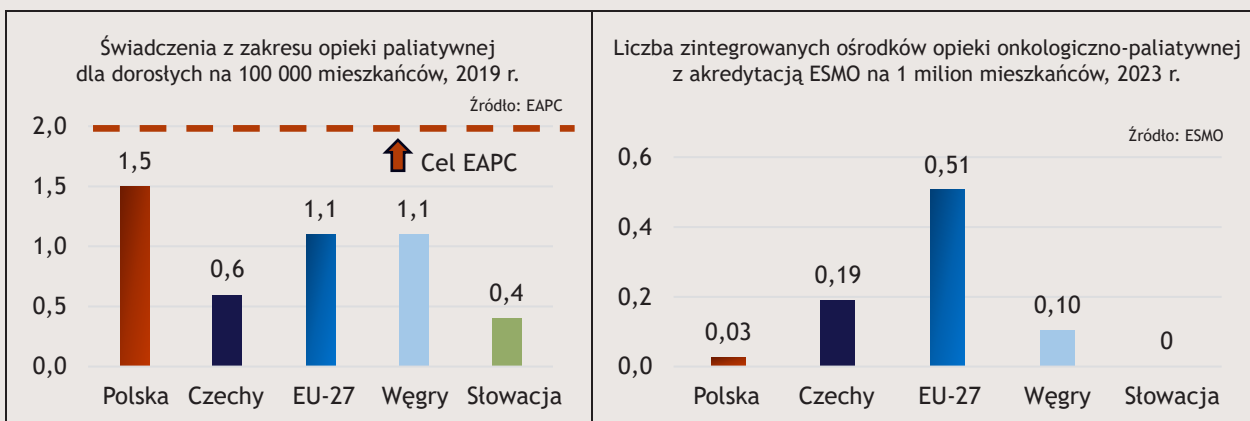 Świadczenia z zakresu opieki paliatywnej
dla dorosłych na 100 000 mieszkańców, 2019 r.
Źródło: EAPC
2,0
Cel EAPC
1,5
1,5
1,1
1,1
1,0
0,6
0,5
0,4
0,0
Polska Czechy EU-27 Węgry Słowacja
Liczba zintegrowanych ośrodków opieki onkologiczno-paliatywnej
z akredytacją ESMO na 1 milion mieszkańców, 2023 r.
Źródło: ESMO
0,6
0,51
0,4
0,19
0,2
0,10
0,03
0
0,0
Polska Czechy EU-27 Węgry Słowacja